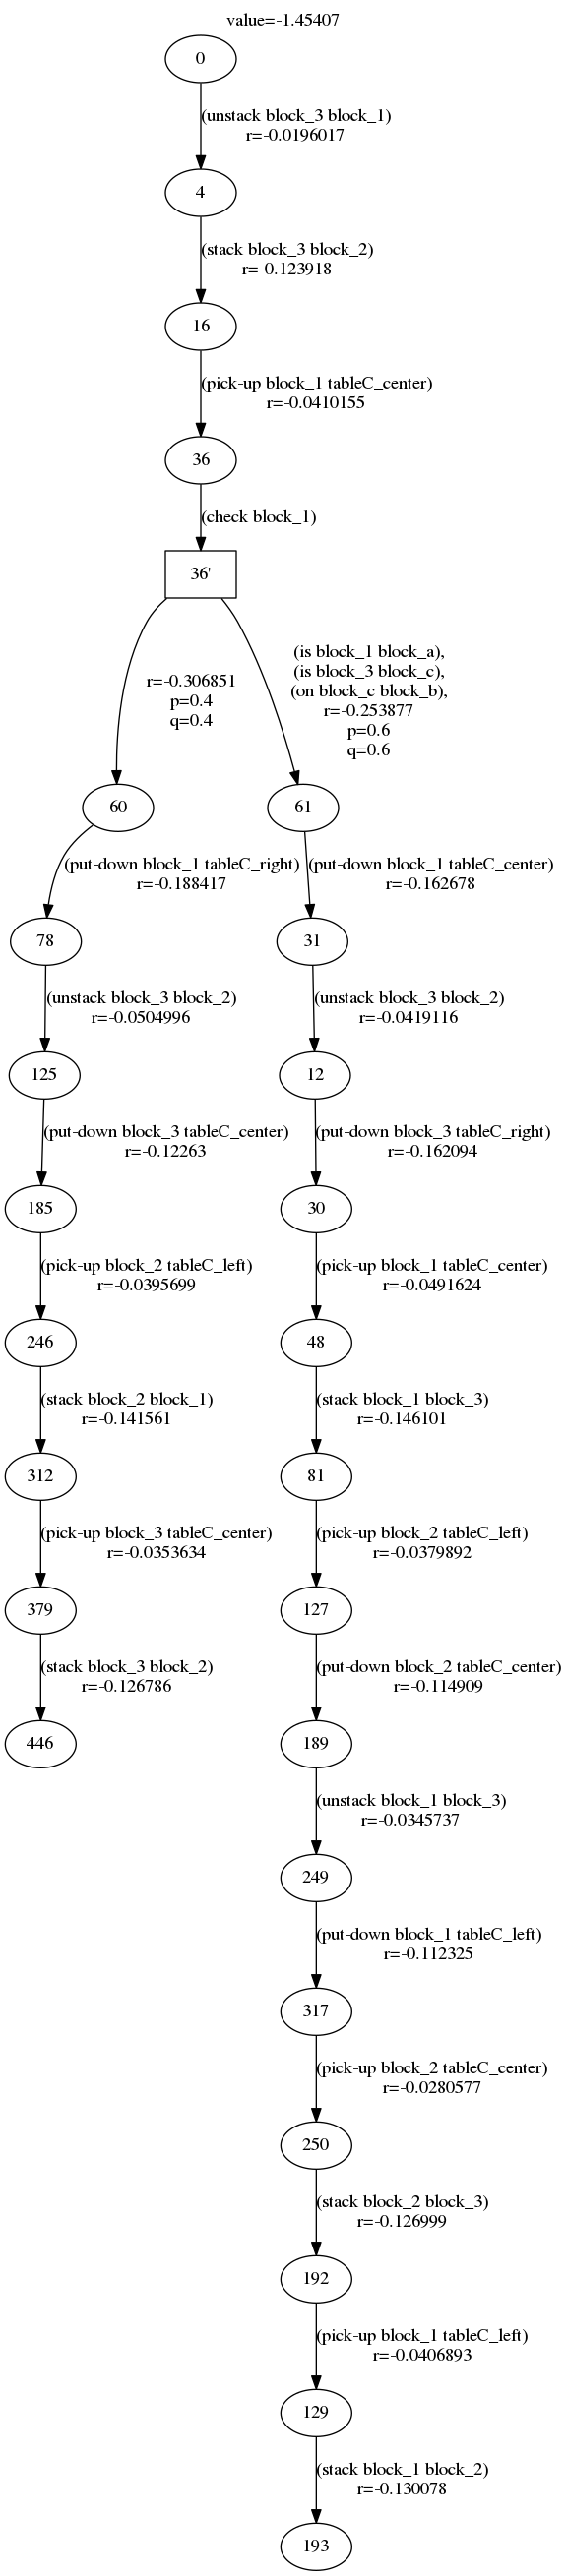 value=-1.45407
0
(unstack block_3 block_1)
r=-0.0196017
4
(stack block_3 block_2)
r=-0.123918
16
(pick-up block_1 tableC_center)
r=-0.0410155
36
(check block_1)
36'
r=-0.306851
p=0.4
q=0.4
(is block_1 block_a),
(is block_3 block_c),
(on block_c block_b),
r=-0.253877
p=0.6
q=0.6
60
61
(put-down block_1 tableC_right)
r=-0.188417
(put-down block_1 tableC_center)
r=-0.162678
78
31
(unstack block_3 block_2)
r=-0.0504996
(unstack block_3 block_2)
r=-0.0419116
125
12
(put-down block_3 tableC_center)
r=-0.12263
(put-down block_3 tableC_right)
r=-0.162094
185
30
(pick-up block_2 tableC_left)
r=-0.0395699
(pick-up block_1 tableC_center)
r=-0.0491624
246
48
(stack block_2 block_1)
r=-0.141561
(stack block_1 block_3)
r=-0.146101
312
81
(pick-up block_3 tableC_center)
r=-0.0353634
(pick-up block_2 tableC_left)
r=-0.0379892
379
127
(stack block_3 block_2)
r=-0.126786
(put-down block_2 tableC_center)
r=-0.114909
446
189
(unstack block_1 block_3)
r=-0.0345737
249
(put-down block_1 tableC_left)
r=-0.112325
317
(pick-up block_2 tableC_center)
r=-0.0280577
250
(stack block_2 block_3)
r=-0.126999
192
(pick-up block_1 tableC_left)
r=-0.0406893
129
(stack block_1 block_2)
r=-0.130078
193